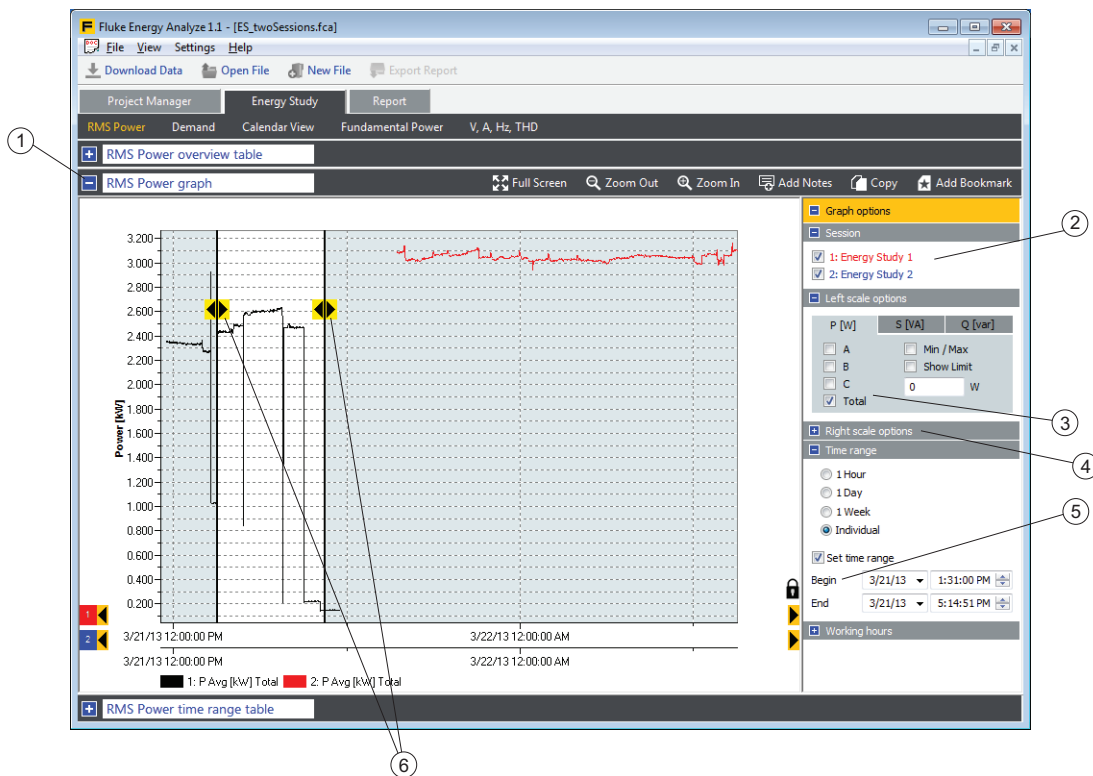 Fluke Energy Analyze 1.1 - [ES_twoSessions.fca]
File View Settings Help
Download Data Open File New File Export Report
Project Manager Energy Study Report
RMS Power Demand Calendar View Fundamental Power V, A, Hz, THD
1
RMS Power overview table
RMS Power graph Full Screen Zoom Out Zoom In Add Notes Copy Add Bookmark
Power [kW]
3.200
3.000
2.800
2.600
2.400
2.200
2.000
1.800
1.600
1.400
1.200
1.000
0.800
0.600
0.400
0.200
1
2
3/21/13 12:00:00 PM 3/22/13 12:00:00 AM
3/21/13 12:00:00 PM 3/22/13 12:00:00 AM
1: P Avg [kW] Total 2: P Avg [kW] Total
Graph options
Session
2
1: Energy Study 1
2: Energy Study 2
Left scale options
P [W] S [VA] Q [var]
A Min / Max
B Show Limit
C 0 W
Total
3
Right scale options
4
Time range
1 Hour
1 Day
1 Week
5
Individual
Set time range
Begin 3/21/13 1:31:00 PM
End 3/21/13 5:14:51 PM
Working hours
RMS Power time range table
6